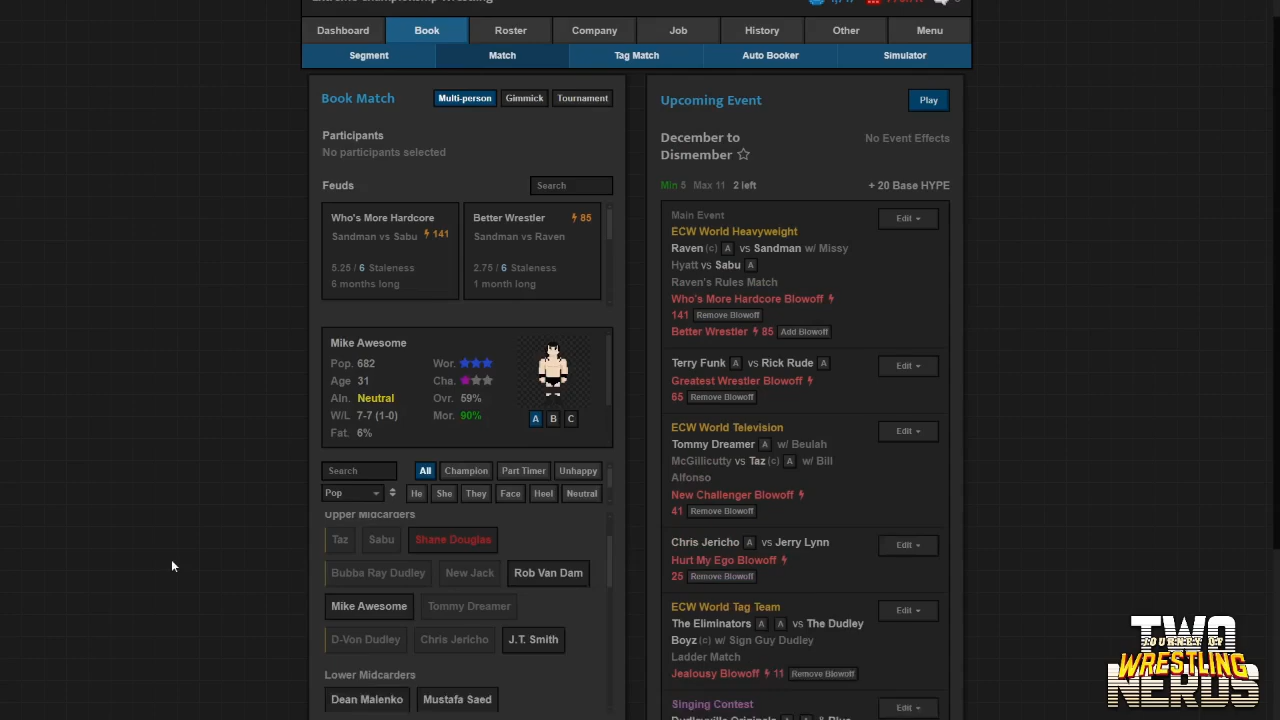 Dashboard Book Roster Company Job History Other Menu
Segment Match Tag Match Auto Booker Simulator
Book Match Multi-person Gimmick Tournament
Participants
No participants selected
Feuds Search
Who's More Hardcore
Sandman vs Sabu 141
5.25 / 6 Staleness
6 months long
Better Wrestler 85
Sandman vs Raven
2.75 / 6 Staleness
1 month long
Mike Awesome
Pop. 682 Wor.
Age 31 Cha.
Aln. Neutral Ovr. 59%
W/L 7-7 (1-0) Mor. 90%
Fat. 6%
A B C
Search All Champion Part Timer Unhappy
Pop He She They Face Heel Neutral
Upper Midcarders
Taz Sabu Shane Douglas
Bubba Ray Dudley New Jack Rob Van Dam
Mike Awesome Tommy Dreamer
D-Von Dudley Chris Jericho J.T. Smith
Lower Midcarders
Dean Malenko Mustafa Saed
Upcoming Event Play
December to
Dismember No Event Effects
Min 5 Max 11 2 left + 20 Base HYPE
Main Event Edit
ECW World Heavyweight
Raven (c) A vs Sandman w/ Missy
Hyatt vs Sabu A
Raven's Rules Match
Who's More Hardcore Blowoff
141 Remove Blowoff
Better Wrestler 85 Add Blowoff
Terry Funk A vs Rick Rude A Edit
Greatest Wrestler Blowoff
65 Remove Blowoff
ECW World Television Edit
Tommy Dreamer A w/ Beulah
McGillicutty vs Taz (c) A w/ Bill
Alfonso
New Challenger Blowoff
41 Remove Blowoff
Chris Jericho A vs Jerry Lynn Edit
Hurt My Ego Blowoff
25 Remove Blowoff
ECW World Tag Team Edit
The Eliminators A A vs The Dudley
Boyz (c) w/ Sign Guy Dudley
Ladder Match
Jealousy Blowoff 11 Remove Blowoff
Singing Contest Edit
TWO
JOURNEY OF
WRESTLING
NERDS